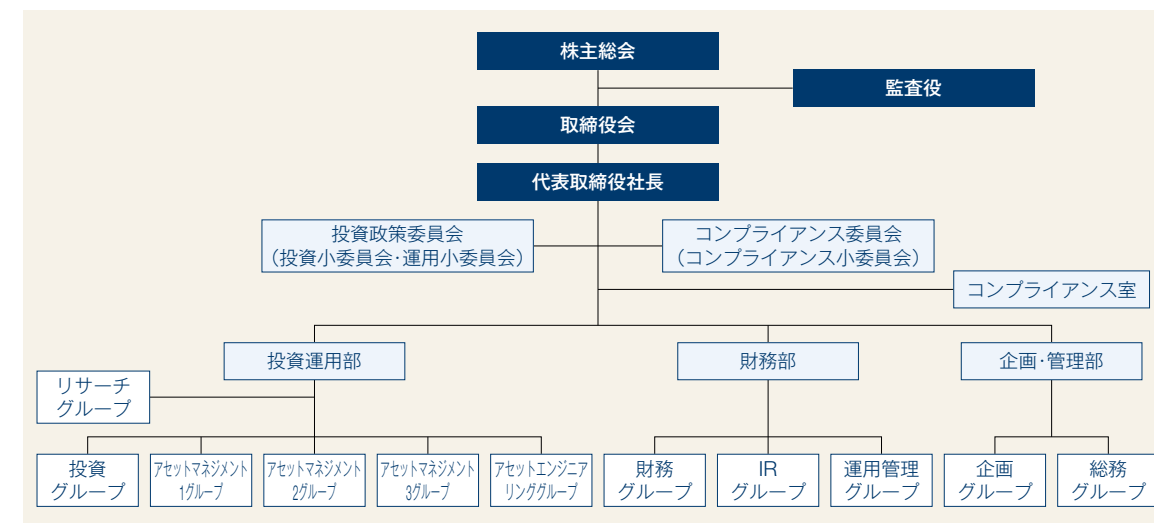 株主総会
監査役
取締役会
代表取締役社長
投資政策委員会
（投資小委員会・運用小委員会）
コンプライアンス委員会
（コンプライアンス小委員会）
コンプライアンス室
投資運用部
財務部
企画・管理部
リサーチ
グループ
投資
グループ
アセットマネジメント
1グループ
アセットマネジメント
2グループ
アセットマネジメント
3グループ
アセットエンジニア
リンググループ
財務
グループ
IR
グループ
運用管理
グループ
企画
グループ
総務
グループ